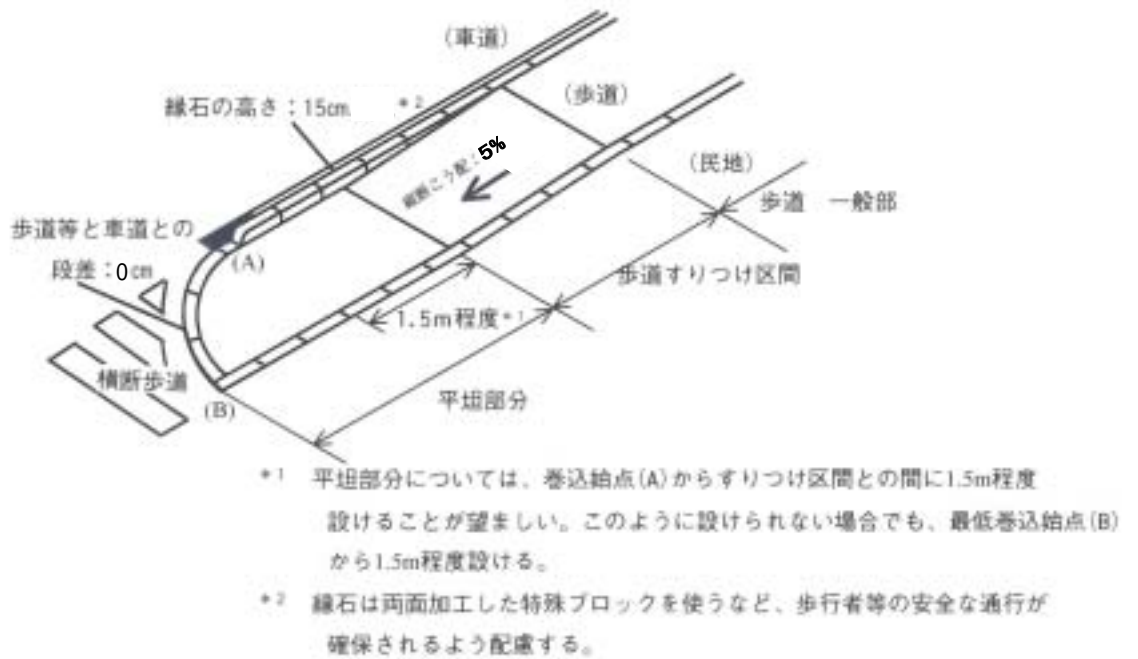 (車道)
縁石の高さ：15cm *2
(歩道)
縦断こう配：5%
(民地)
歩道 一般部
歩道等と車道との
段差：0cm
(A)
歩道すりつけ区間
1.5m程度*1
横断歩道
(B)
平坦部分
*1 平坦部分については、巻込始点(A)からすりつけ区間との間に1.5m程度
設けることが望ましい。このように設けられない場合でも、最低巻込始点(B)
から1.5m程度設ける。
*2 縁石は両面加工した特殊ブロックを使うなど、歩行者等の安全な通行が
確保されるよう配慮する。